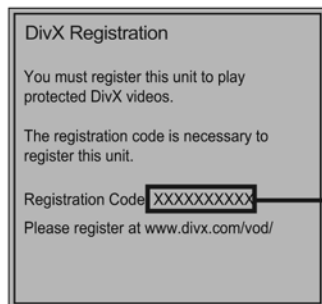 DivX Registration
You must register this unit to play
protected DivX videos.
The registration code is necessary to
register this unit.
Registration Code XXXXXXXXXX
Please register at www.divx.com/vod/